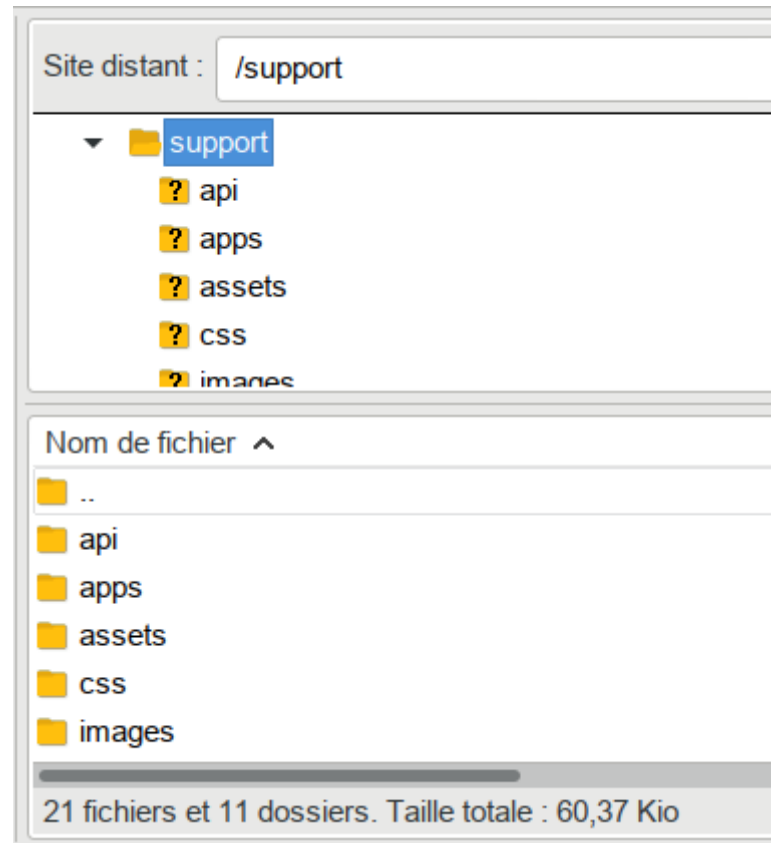 Site distant : /support
support
api
apps
assets
css
images
Nom de fichier
..
api
apps
assets
css
images
21 fichiers et 11 dossiers. Taille totale : 60,37 Kio